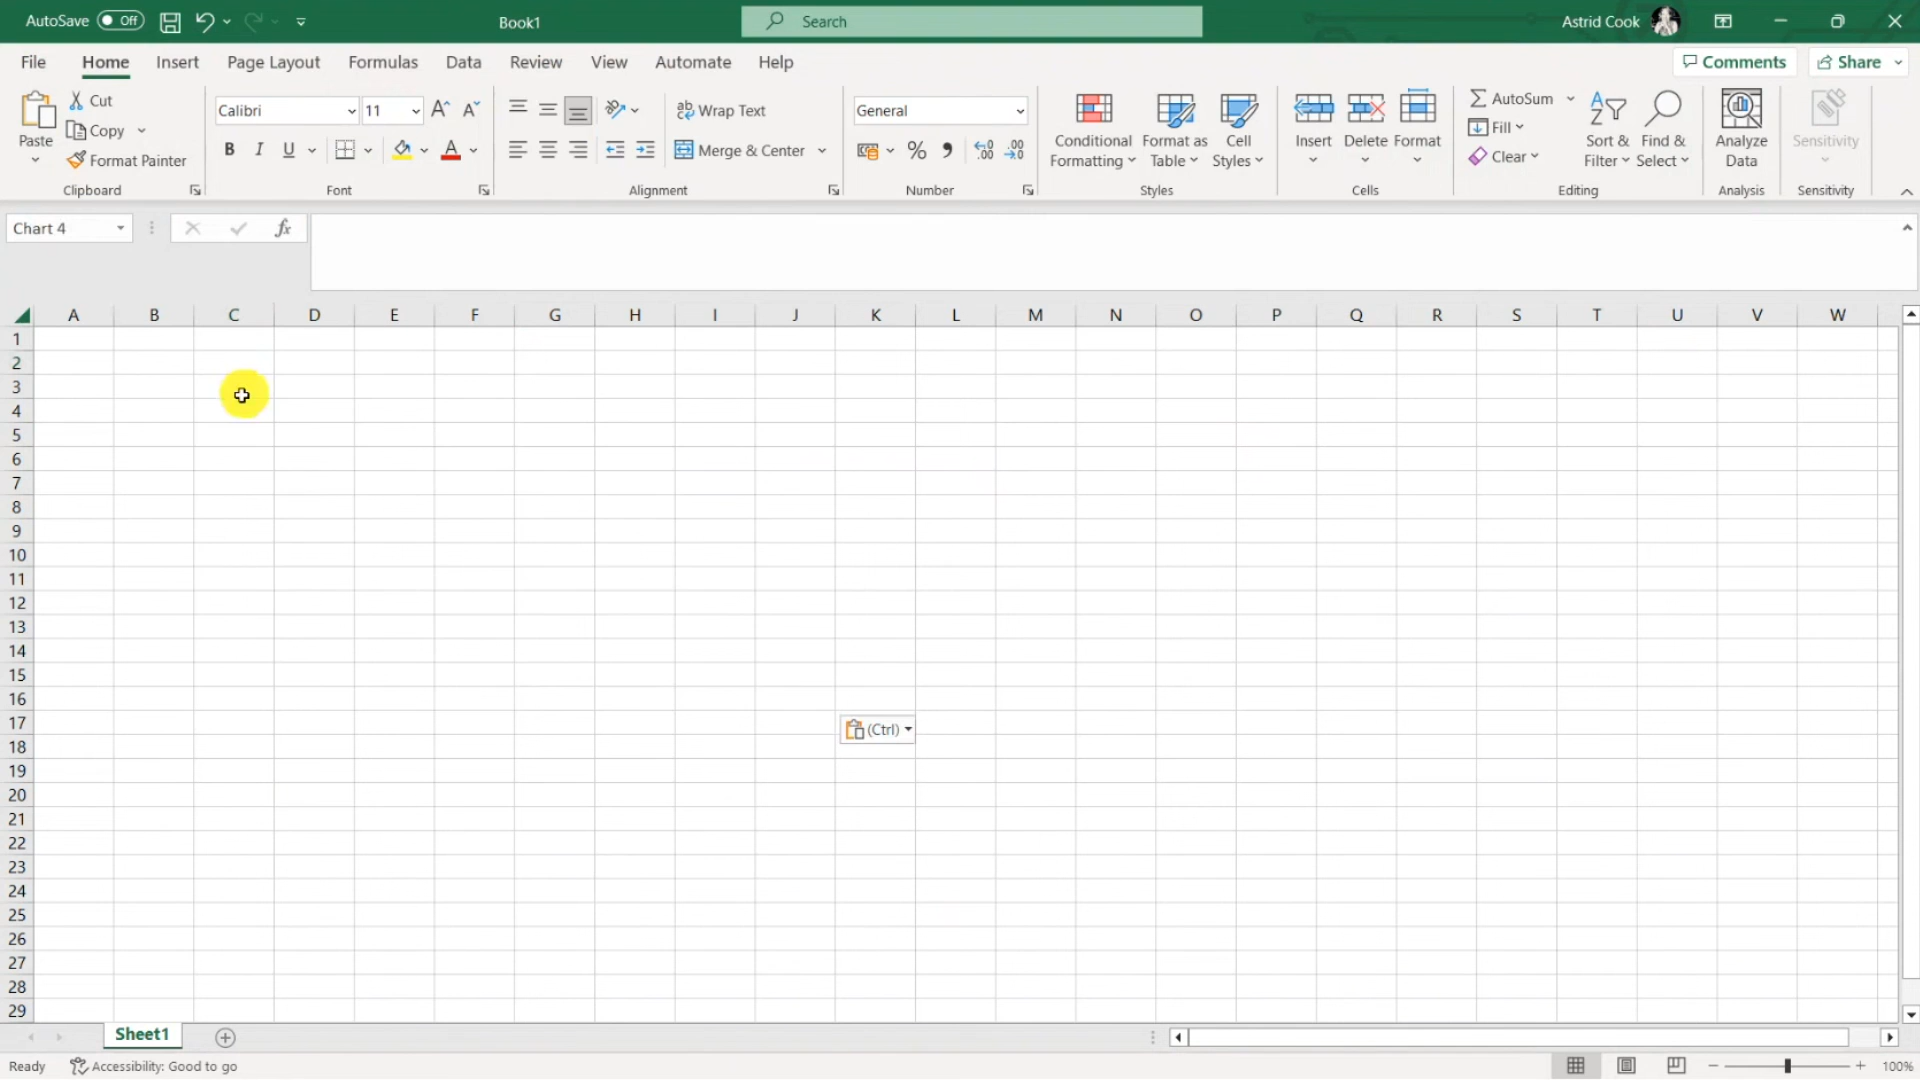 AutoSave Off Book1 Search Astrid Cook
File Home Insert Page Layout Formulas Data Review View Automate Help Comments Share
Paste
Cut
Copy
Format Painter
Clipboard
Calibri 11
B I U A
Font
Wrap Text
Merge & Center
Alignment
General
% 9
Number
Conditional Formatting
Format as Table
Cell Styles
Styles
Insert Delete Format
Cells
AutoSum
Fill
Clear
Sort & Filter
Find & Select
Editing
Analyze Data
Analysis
Sensitivity
Sensitivity
Chart 4 fx
A B C D E F G H I J K L M N O P Q R S T U V W
1
2
3
4
5
6
7
8
9
10
11
12
13
14
15
16
17
(Ctrl)
18
19
20
21
22
23
24
25
26
27
28
29
Sheet1
Ready Accessibility: Good to go 100%